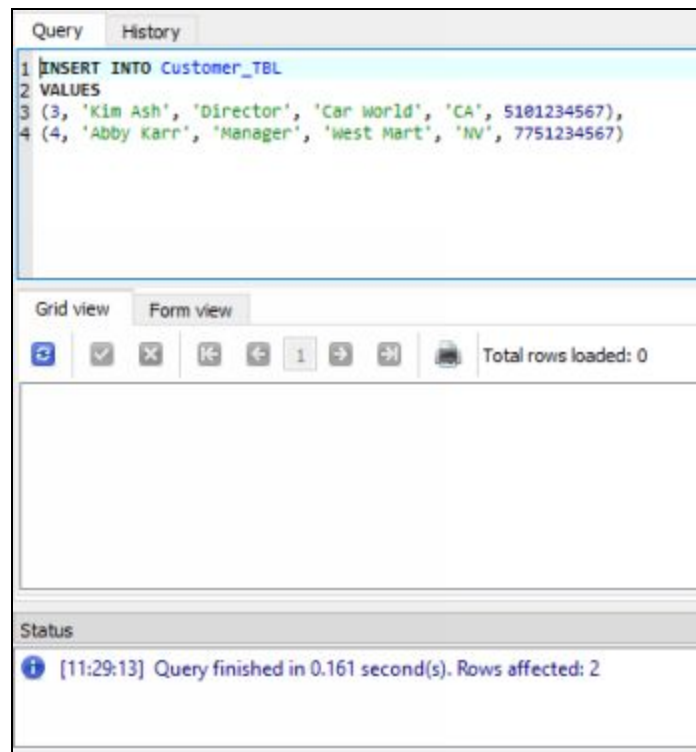 Query History
1 INSERT INTO Customer_TBL
2 VALUES
3 (3, 'Kim Ash', 'Director', 'Car World', 'CA', 5101234567),
4 (4, 'Abby Karr', 'Manager', 'West Mart', 'NV', 7751234567)
Grid view Form view
1 Total rows loaded: 0
Status
[11:29:13] Query finished in 0.161 second(s). Rows affected: 2